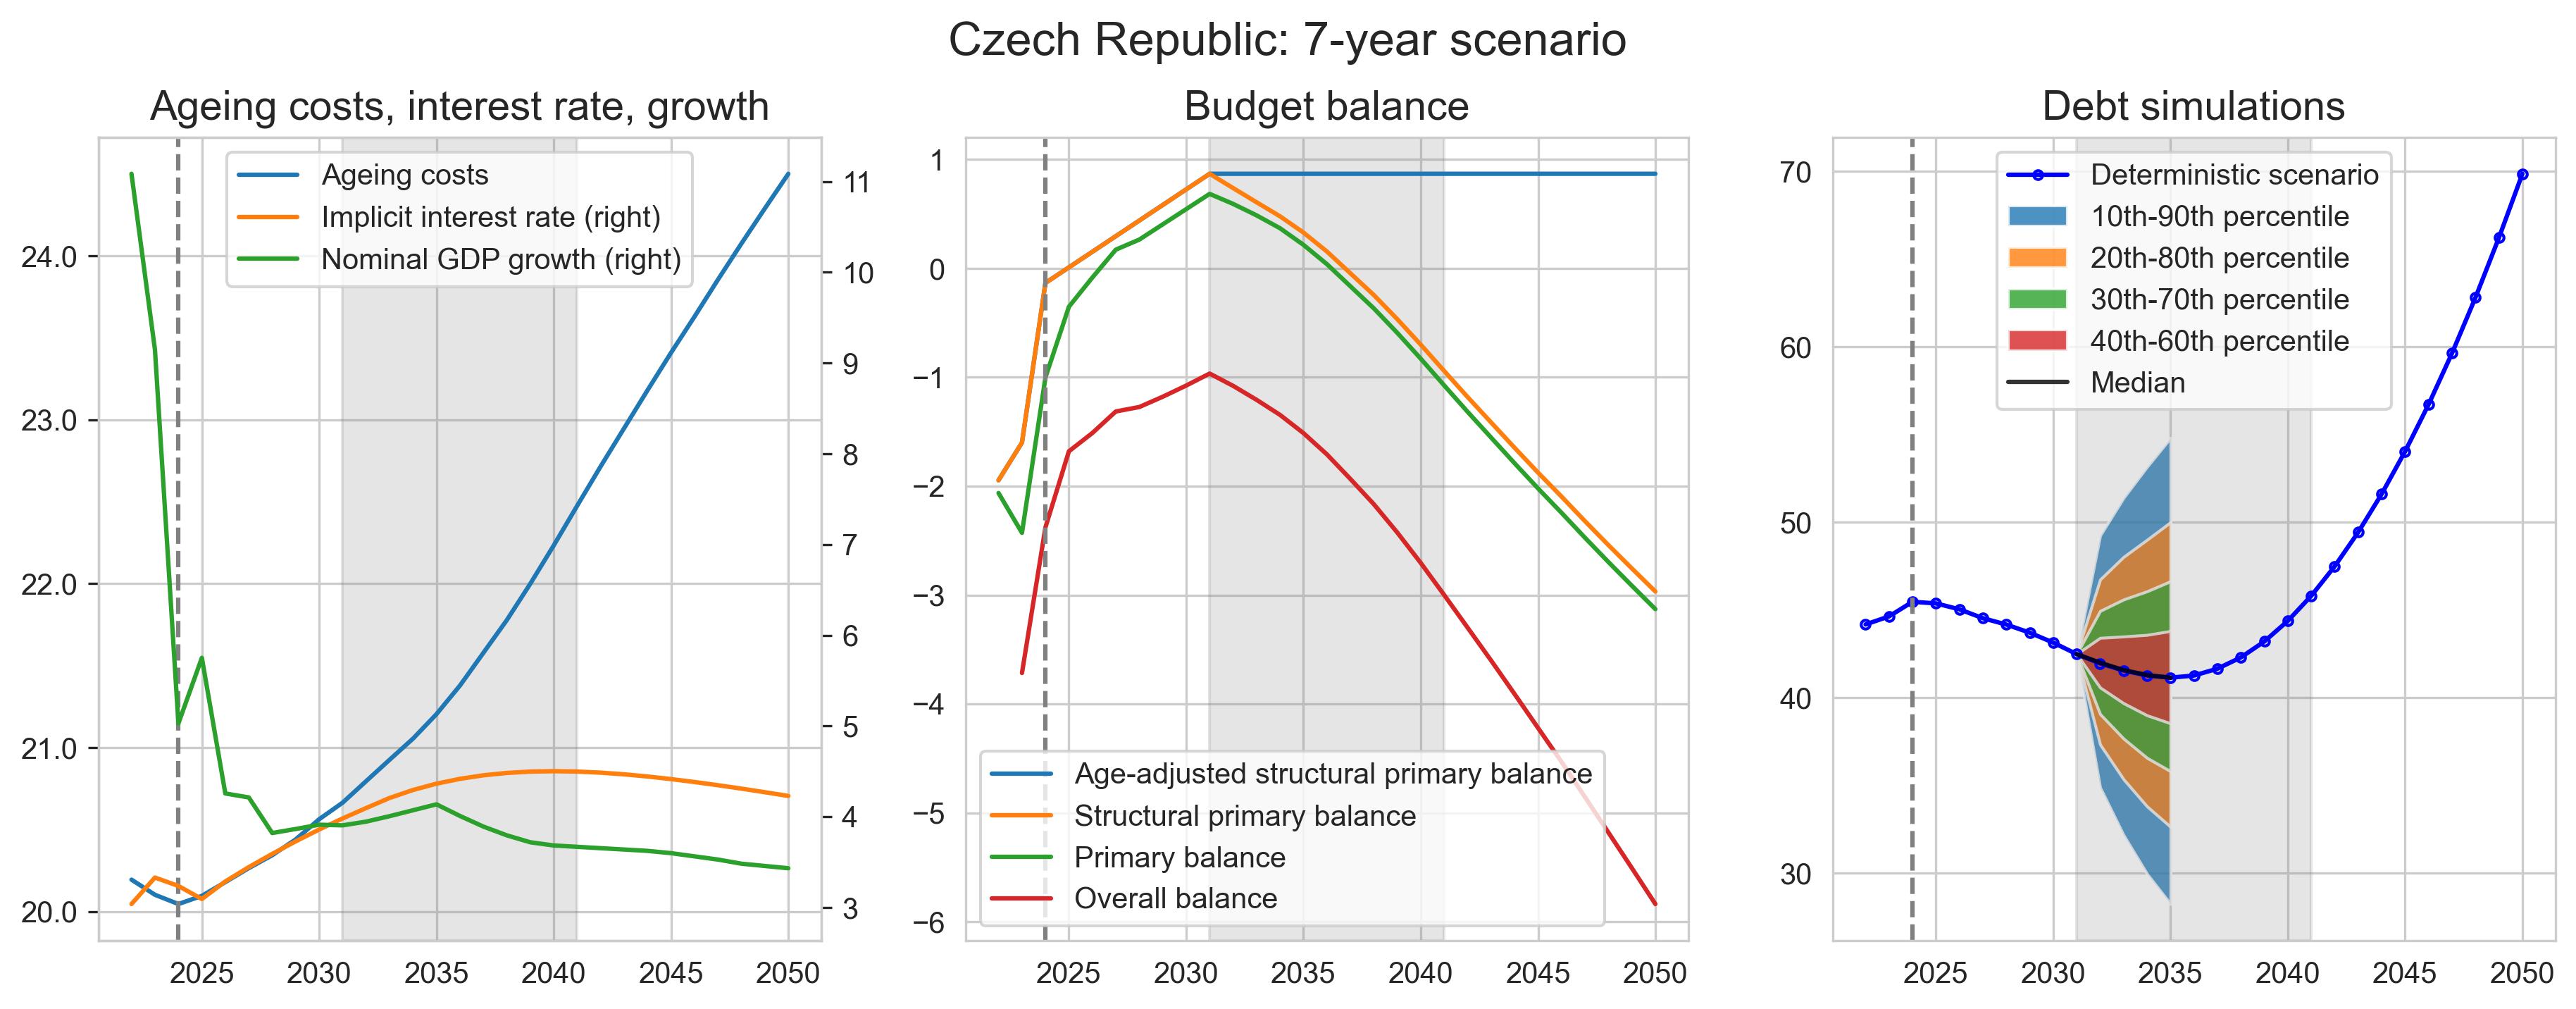 Czech Republic: 7-year scenario
Ageing costs, interest rate, growth
Ageing costs
Implicit interest rate (right)
Nominal GDP growth (right)
24.0
23.0
22.0
21.0
20.0
11
10
9
8
7
6
5
4
3
2025 2030 2035 2040 2045 2050
Budget balance
1
0
−1
−2
−3
−4
−5
−6
Age-adjusted structural primary balance
Structural primary balance
Primary balance
Overall balance
2025 2030 2035 2040 2045 2050
Debt simulations
Deterministic scenario
10th-90th percentile
20th-80th percentile
30th-70th percentile
40th-60th percentile
Median
70
60
50
40
30
2025 2030 2035 2040 2045 2050